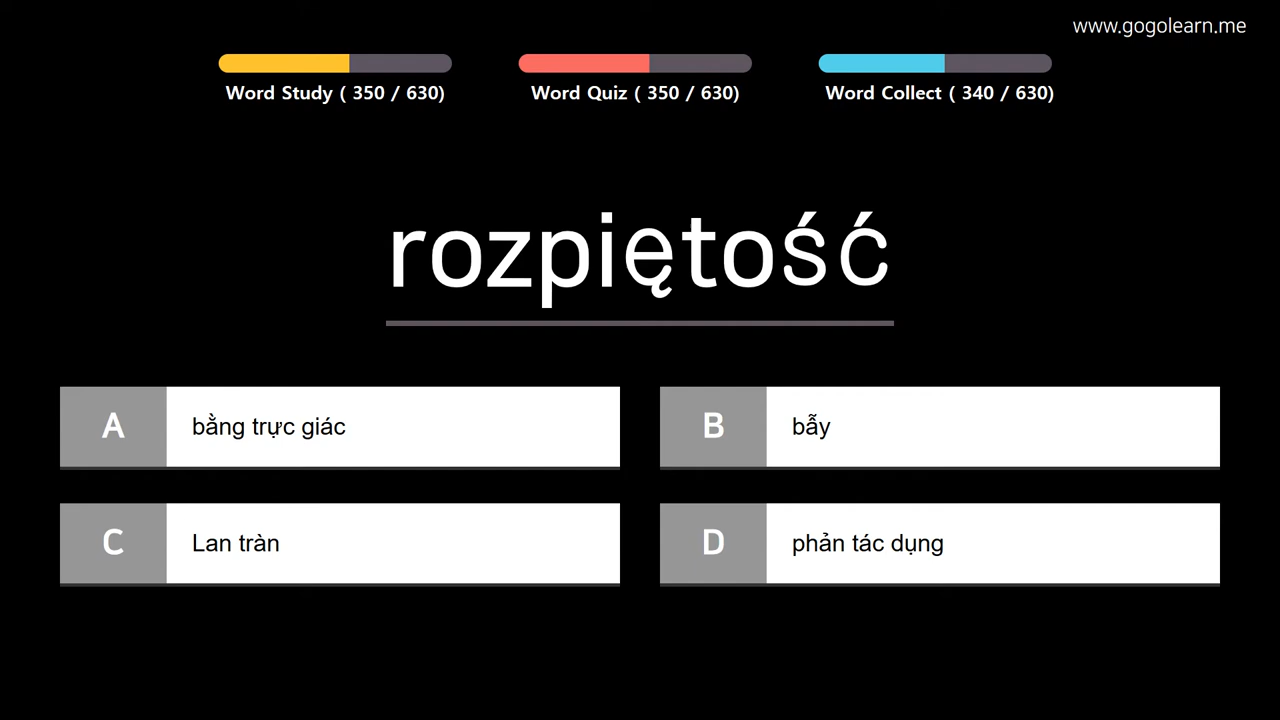 www.gogolearn.me
Word Study ( 350 / 630)
Word Quiz ( 350 / 630)
Word Collect ( 340 / 630)
rozpiętość
A bằng trực giác
B bẫy
C Lan tràn
D phản tác dụng